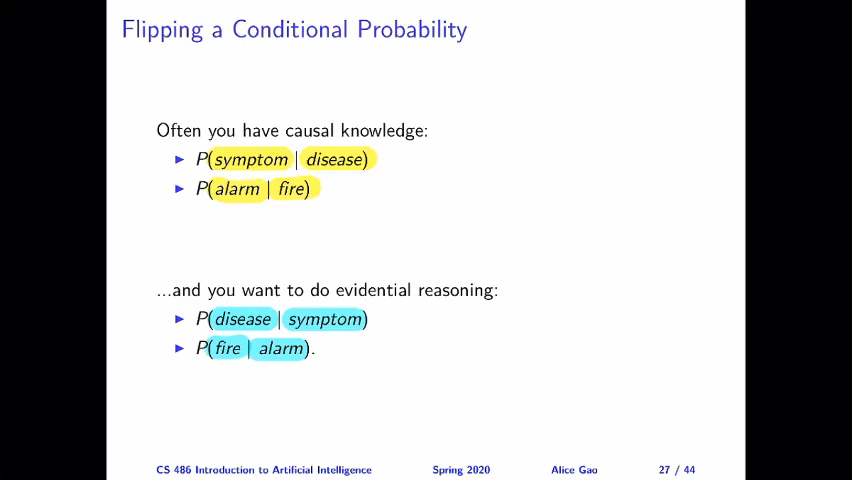 Flipping a Conditional Probability
Often you have causal knowledge:
▶ P(symptom | disease)
▶ P(alarm | fire)
...and you want to do evidential reasoning:
▶ P(disease | symptom)
▶ P(fire | alarm).
CS 486 Introduction to Artificial Intelligence Spring 2020 Alice Gao 27 / 44